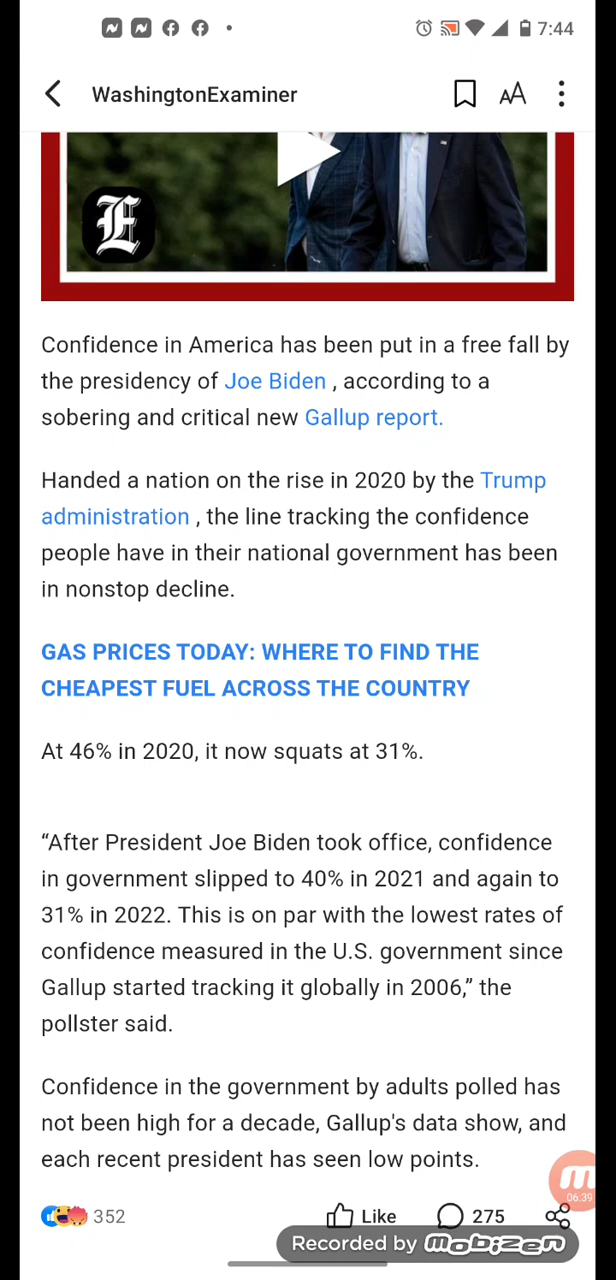 7:44
WashingtonExaminer
AA
E
Confidence in America has been put in a free fall by
the presidency of Joe Biden , according to a
sobering and critical new Gallup report.
Handed a nation on the rise in 2020 by the Trump
administration , the line tracking the confidence
people have in their national government has been
in nonstop decline.
GAS PRICES TODAY: WHERE TO FIND THE
CHEAPEST FUEL ACROSS THE COUNTRY
At 46% in 2020, it now squats at 31%.
“After President Joe Biden took office, confidence
in government slipped to 40% in 2021 and again to
31% in 2022. This is on par with the lowest rates of
confidence measured in the U.S. government since
Gallup started tracking it globally in 2006,” the
pollster said.
Confidence in the government by adults polled has
not been high for a decade, Gallup's data show, and
each recent president has seen low points.
m
06:39
352 Like 275
Recorded by mobizen